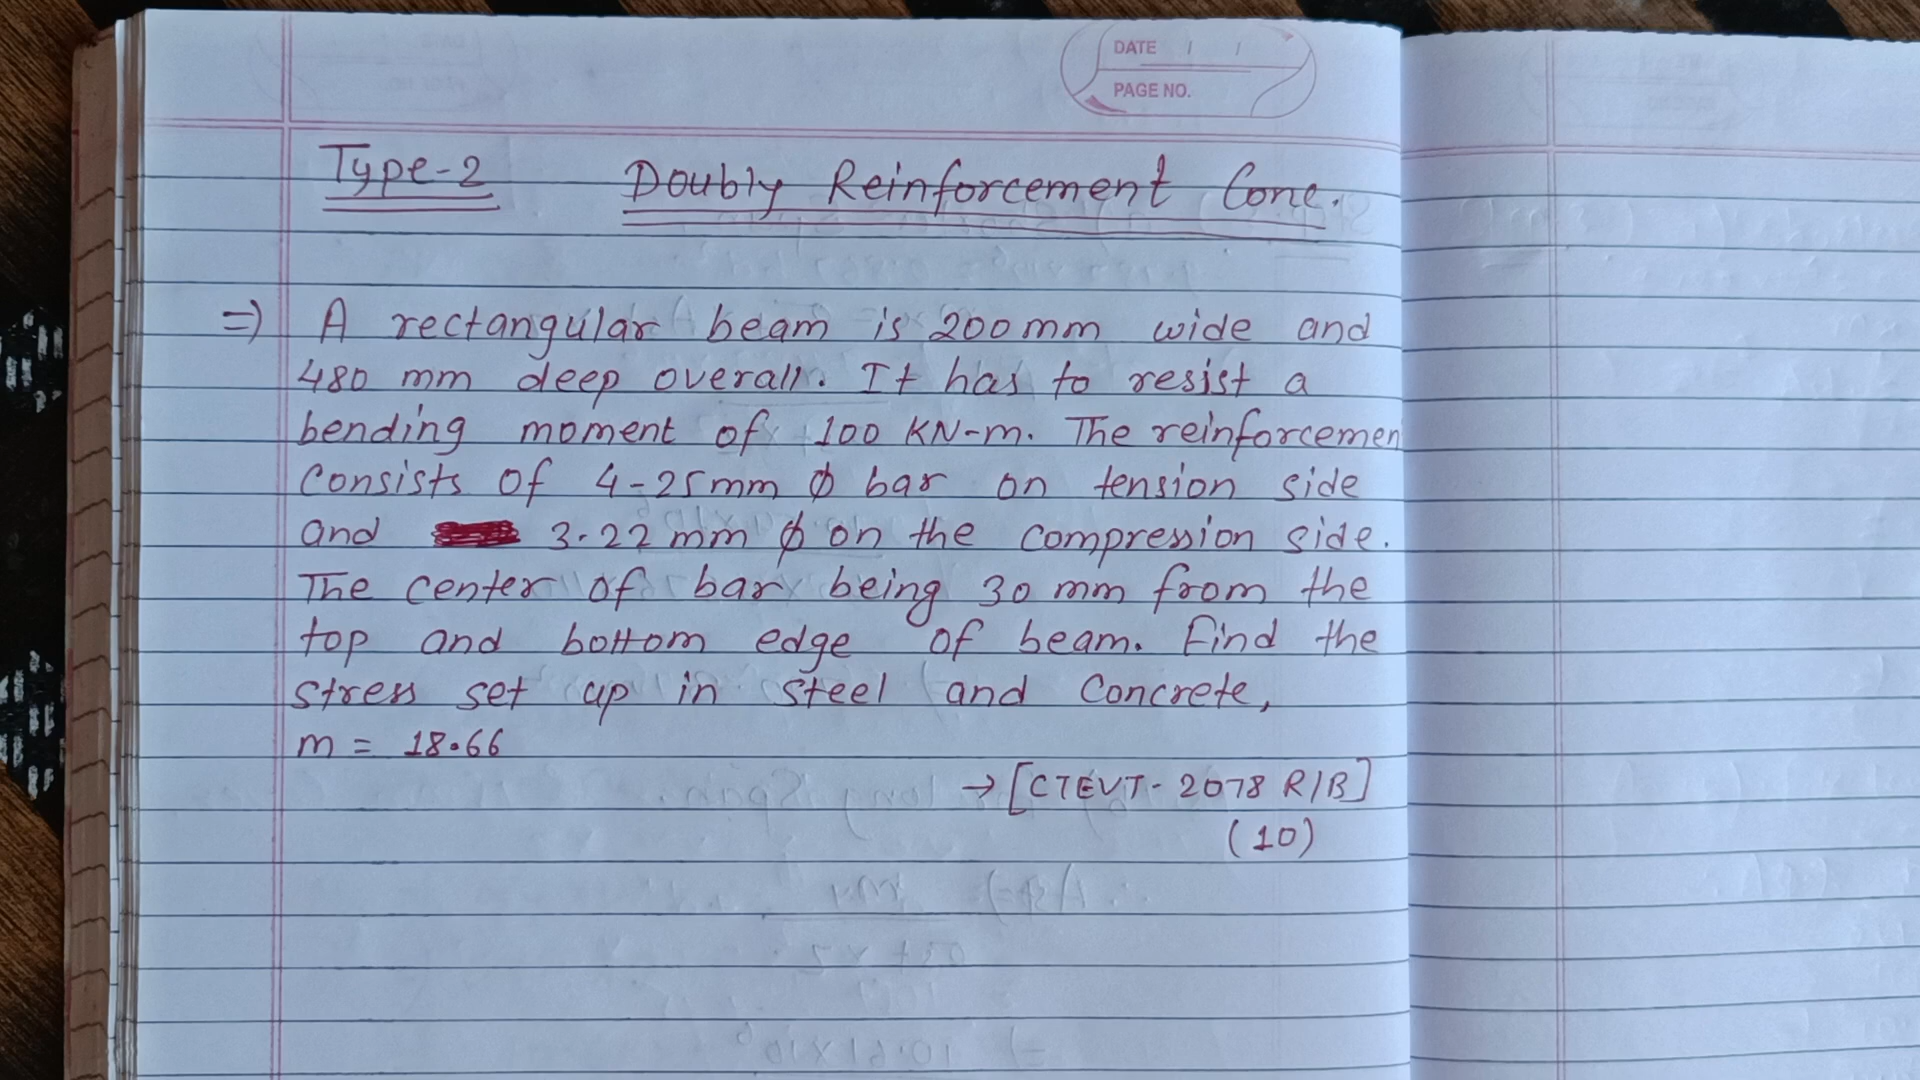 DATE / /
PAGE NO.
Type-2 Doubly Reinforcement Conc.
=) A rectangular beam is 200mm wide and
480 mm deep overall. It has to resist a
bending moment of 100 KN-m. The reinforcemen
Consists of 4-25mm ϕ bar on tension side
and 3-22 mm ϕ on the compression side.
The center of bar being 30 mm from the
top and bottom edge of beam. Find the
stress set up in steel and Concrete,
m = 18.66
→ [CTEVT- 2078 R/B]
(10)